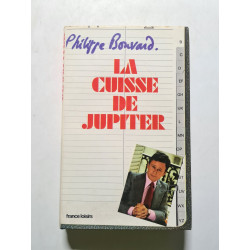 Philippe Bouvard.
LA
CUISSE
DE
JUPITER
france loisirs